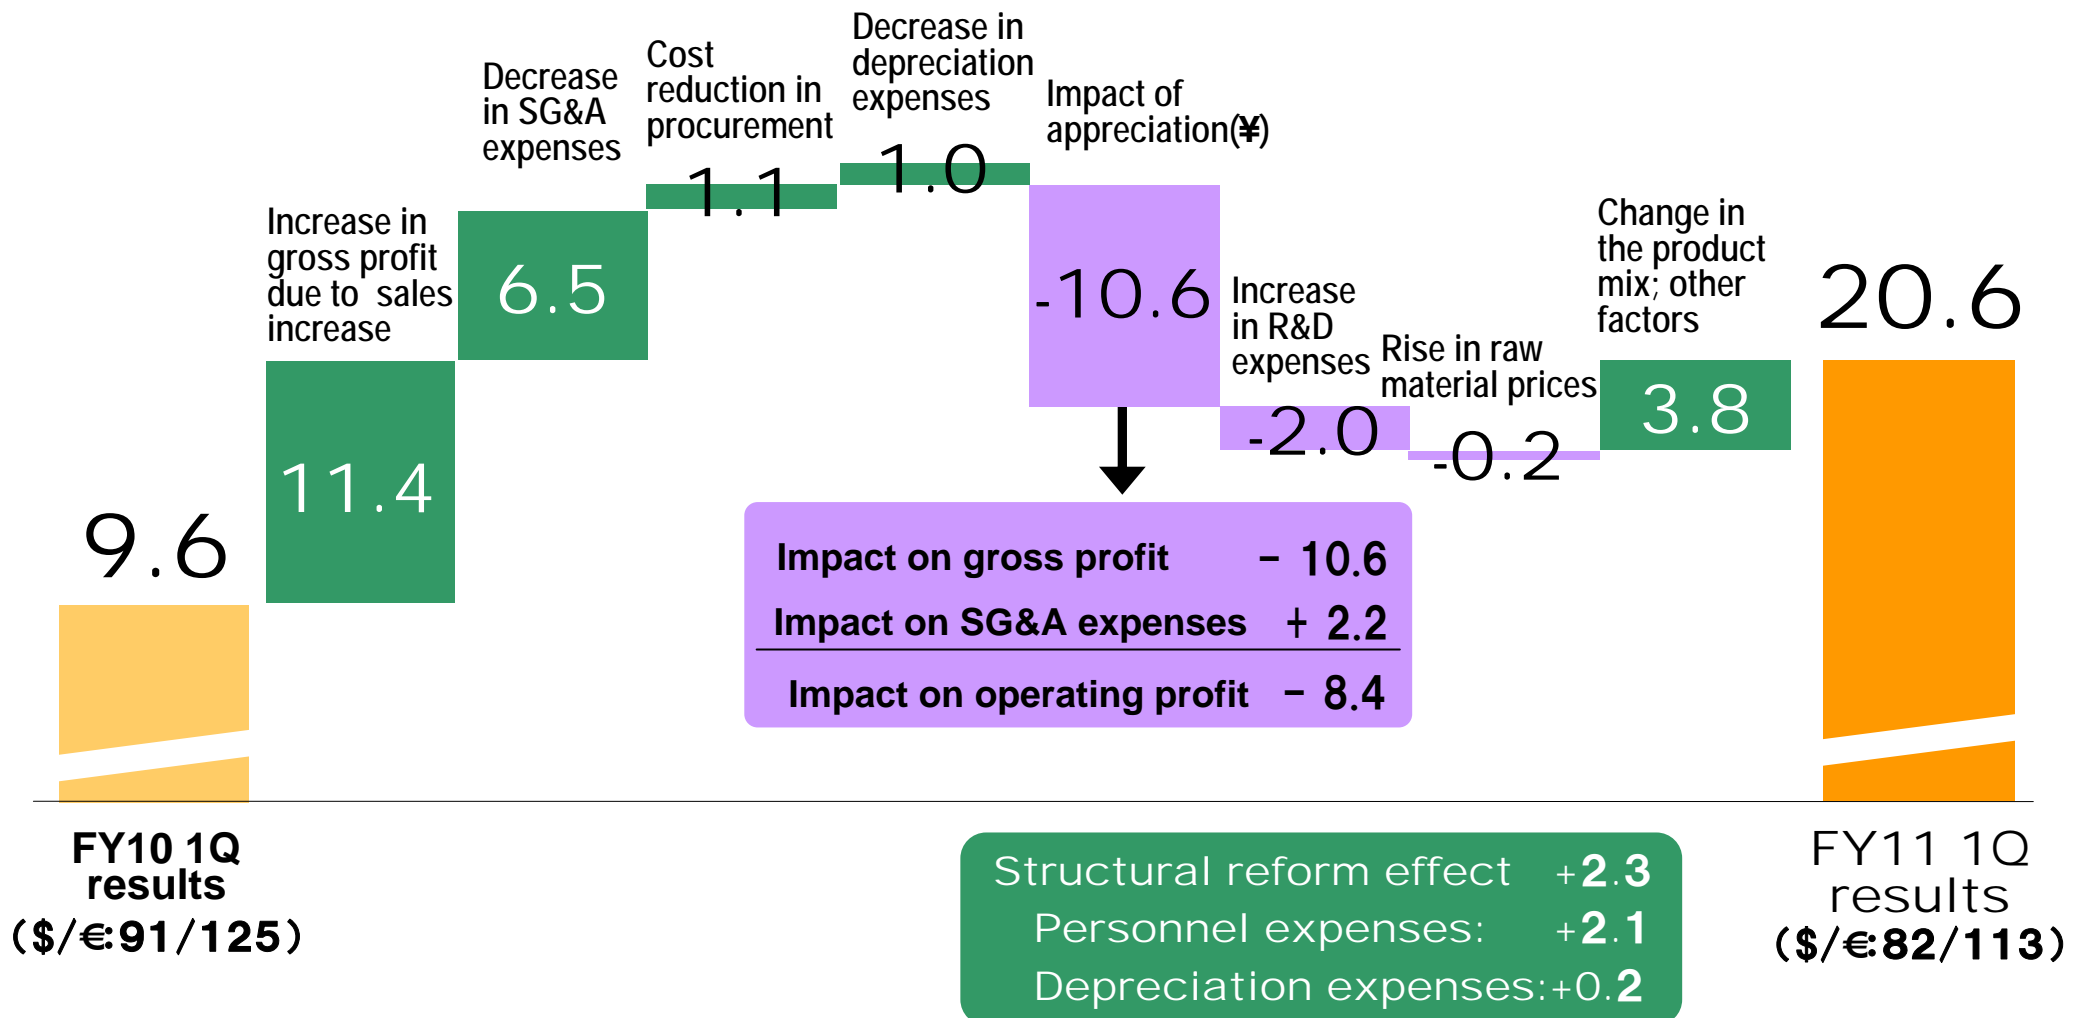 9.6
Increase in
gross profit
due to sales
increase
11.4
Decrease
in SG&A
expenses
6.5
Cost
reduction in
procurement
1.1
Decrease in
depreciation
expenses
1.0
Impact of
appreciation(¥)
-10.6
Increase
in R&D
expenses
-2.0
Rise in raw
material prices
-0.2
Change in
the product
mix; other
factors
3.8
20.6
Impact on gross profit − 10.6
Impact on SG&A expenses + 2.2
Impact on operating profit − 8.4
FY10 1Q
results
($/€:91/125)
Structural reform effect +2.3
Personnel expenses: +2.1
Depreciation expenses:+0.2
FY11 1Q
results
($/€:82/113)